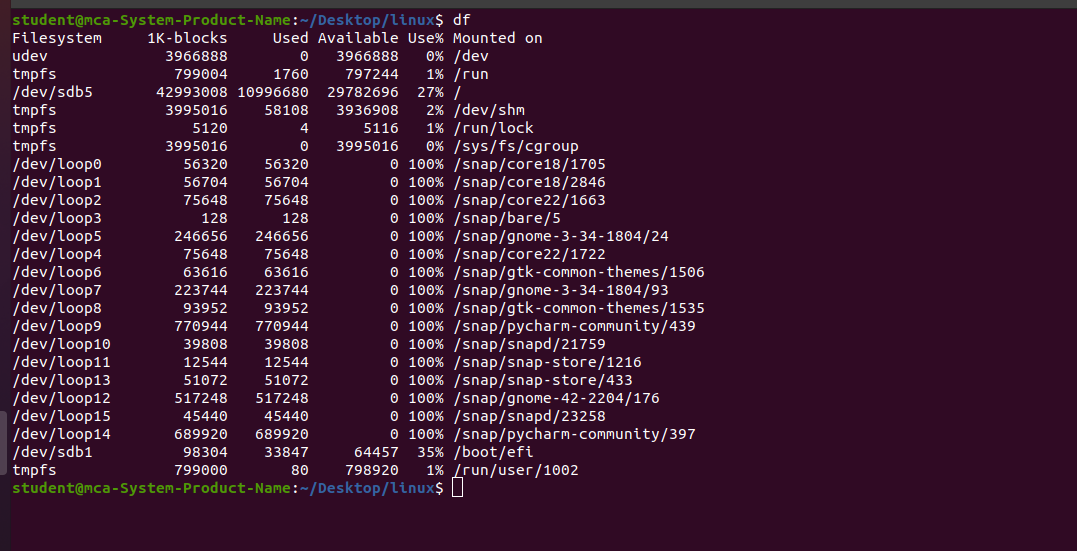 student@mca-System-Product-Name:~/Desktop/linux$ df
Filesystem     1K-blocks     Used Available Use% Mounted on
udev             3966888        0   3966888   0% /dev
tmpfs             799004     1760    797244   1% /run
/dev/sdb5       42993008 10996680  29782696  27% /
tmpfs            3995016    58108   3936908   2% /dev/shm
tmpfs               5120        4      5116   1% /run/lock
tmpfs            3995016        0   3995016   0% /sys/fs/cgroup
/dev/loop0         56320    56320         0 100% /snap/core18/1705
/dev/loop1         56704    56704         0 100% /snap/core18/2846
/dev/loop2         75648    75648         0 100% /snap/core22/1663
/dev/loop3           128      128         0 100% /snap/bare/5
/dev/loop5        246656   246656         0 100% /snap/gnome-3-34-1804/24
/dev/loop4         75648    75648         0 100% /snap/core22/1722
/dev/loop6         63616    63616         0 100% /snap/gtk-common-themes/1506
/dev/loop7        223744   223744         0 100% /snap/gnome-3-34-1804/93
/dev/loop8         93952    93952         0 100% /snap/gtk-common-themes/1535
/dev/loop9        770944   770944         0 100% /snap/pycharm-community/439
/dev/loop10        39808    39808         0 100% /snap/snapd/21759
/dev/loop11        12544    12544         0 100% /snap/snap-store/1216
/dev/loop13        51072    51072         0 100% /snap/snap-store/433
/dev/loop12       517248   517248         0 100% /snap/gnome-42-2204/176
/dev/loop15        45440    45440         0 100% /snap/snapd/23258
/dev/loop14       689920   689920         0 100% /snap/pycharm-community/397
/dev/sdb1          98304    33847     64457  35% /boot/efi
tmpfs             799000       80    798920   1% /run/user/1002
student@mca-System-Product-Name:~/Desktop/linux$